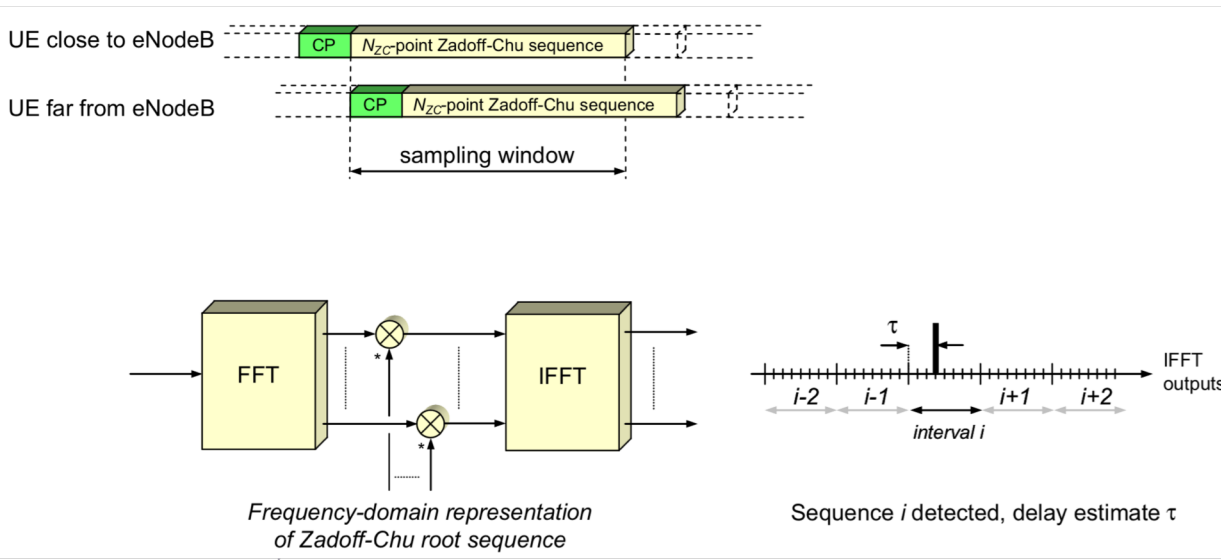 UE close to eNodeB
CP
N_ZC-point Zadoff-Chu sequence
UE far from eNodeB
CP
N_ZC-point Zadoff-Chu sequence
sampling window
FFT
*
*
IFFT
τ
IFFT
outputs
i-2
i-1
i+1
i+2
interval i
Frequency-domain representation
of Zadoff-Chu root sequence
Sequence i detected, delay estimate τ